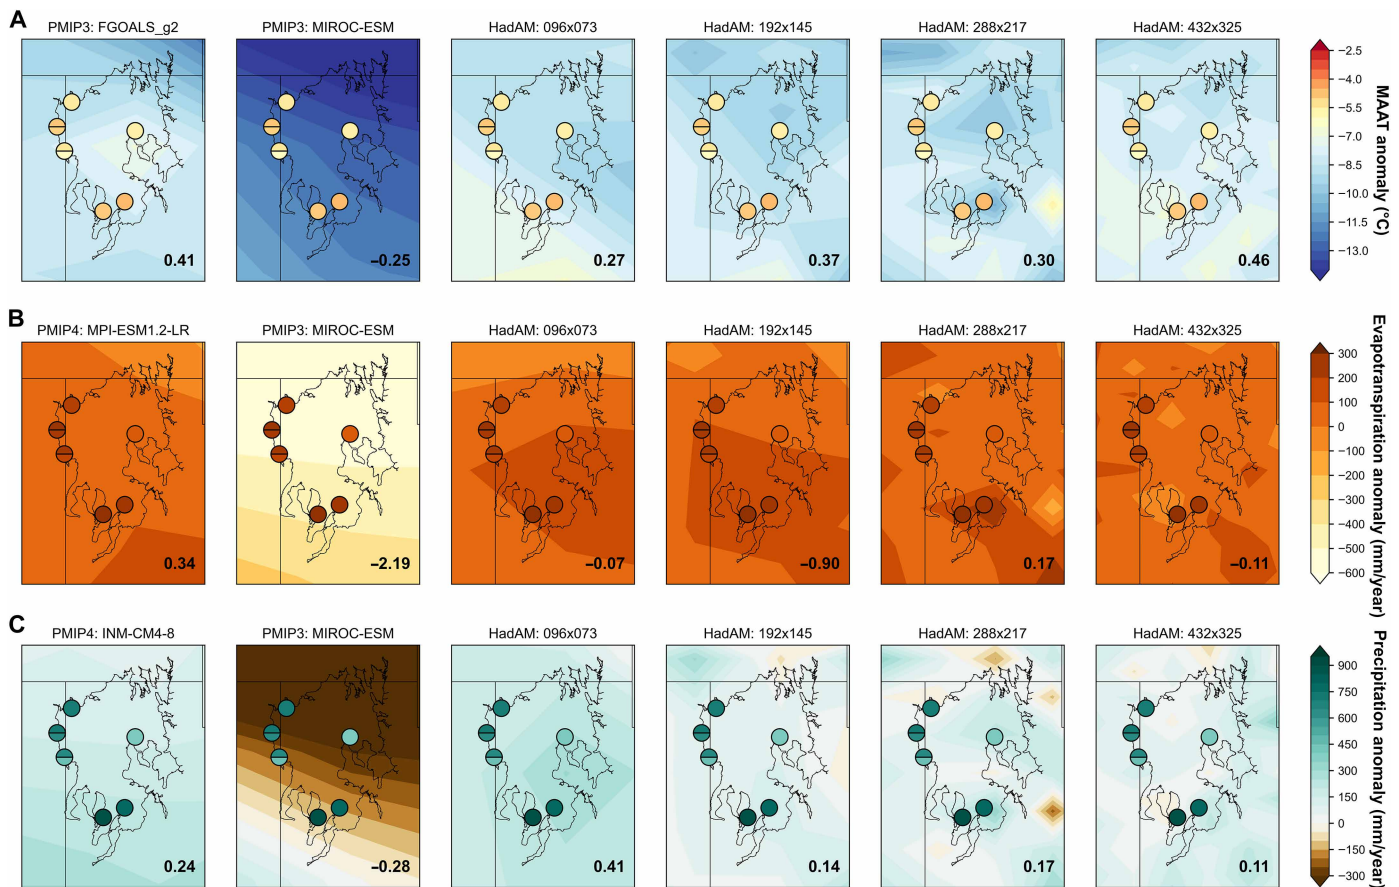 A
PMIP3: FGOALS_g2
PMIP3: MIROC-ESM
HadAM: 096x073
HadAM: 192x145
HadAM: 288x217
HadAM: 432x325
0.41
−0.25
0.27
0.37
0.30
0.46
−2.5
−4.0
−5.5
−7.0
−8.5
−10.0
−11.5
−13.0
MAAT anomaly (°C)
B
PMIP4: MPI-ESM1.2-LR
PMIP3: MIROC-ESM
HadAM: 096x073
HadAM: 192x145
HadAM: 288x217
HadAM: 432x325
0.34
−2.19
−0.07
−0.90
0.17
−0.11
300
200
100
0
−100
−200
−300
−400
−500
−600
Evapotranspiration anomaly (mm/year)
C
PMIP4: INM-CM4-8
PMIP3: MIROC-ESM
HadAM: 096x073
HadAM: 192x145
HadAM: 288x217
HadAM: 432x325
0.24
−0.28
0.41
0.14
0.17
0.11
900
750
600
450
300
150
0
−150
−300
Precipitation anomaly (mm/year)